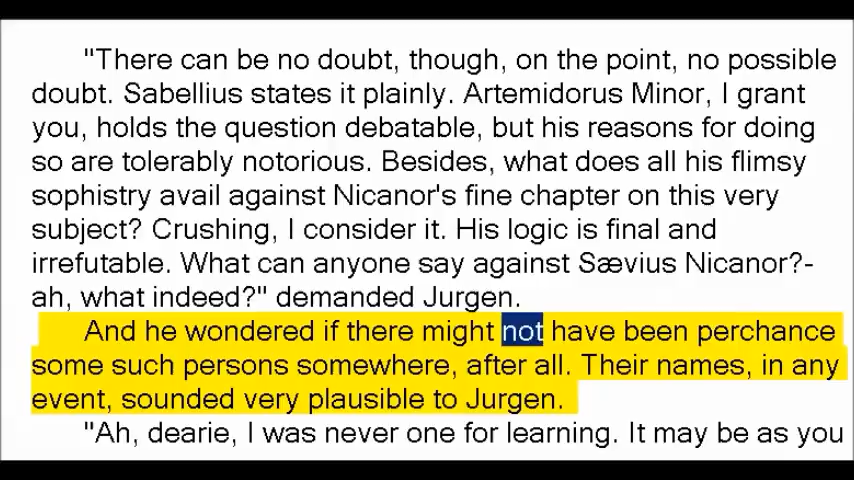 "There can be no doubt, though, on the point, no possible
doubt. Sabellius states it plainly. Artemidorus Minor, I grant
you, holds the question debatable, but his reasons for doing
so are tolerably notorious. Besides, what does all his flimsy
sophistry avail against Nicanor's fine chapter on this very
subject? Crushing, I consider it. His logic is final and
irrefutable. What can anyone say against Sævius Nicanor?-
ah, what indeed?" demanded Jurgen.
And he wondered if there might not have been perchance
some such persons somewhere, after all. Their names, in any
event, sounded very plausible to Jurgen.
"Ah, dearie, I was never one for learning. It may be as you